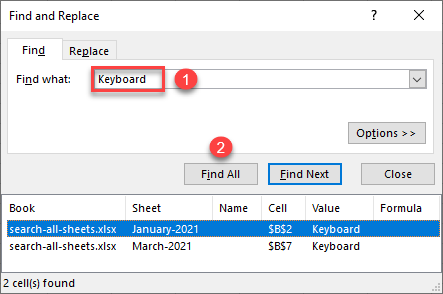 Find and Replace
Find Replace
Find what: Keyboard 1
Options >>
2
Find All Find Next Close
Book Sheet Name Cell Value Formula
search-all-sheets.xlsx January-2021 $B$2 Keyboard
search-all-sheets.xlsx March-2021 $B$7 Keyboard
2 cell(s) found